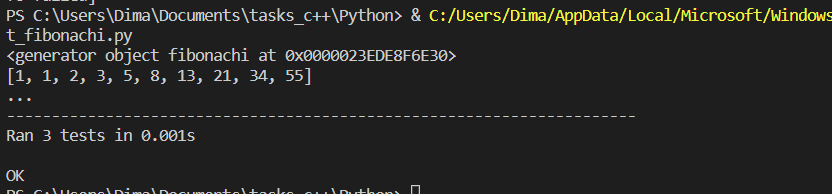 PS C:\Users\Dima\Documents\tasks_c++\Python> & C:/Users/Dima/AppData/Local/Microsoft/Windows
t_fibonachi.py
<generator object fibonachi at 0x0000023EDE8F6E30>
[1, 1, 2, 3, 5, 8, 13, 21, 34, 55]
...
----------------------------------------------------------------------
Ran 3 tests in 0.001s
OK
PS C:\Users\Dima\Documents\tasks_c++\Python>